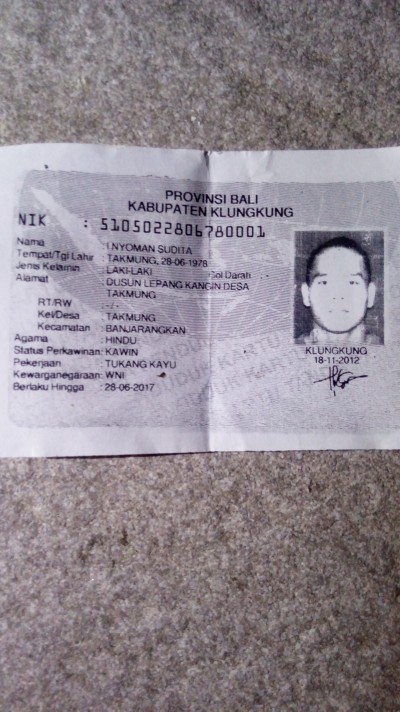 PROVINSI BALI
KABUPATEN KLUNGKUNG
NIK : 5105022806780001
Nama : I NYOMAN SUDITA
Tempat/Tgl Lahir : TAKMUNG, 28-06-1978
Jenis Kelamin : LAKI-LAKI Gol Darah : -
Alamat : DUSUN LEPANG KANGIN DESA
TAKMUNG
RT/RW : -/-
Kel/Desa : TAKMUNG
Kecamatan : BANJARANGKAN
Agama : HINDU
Status Perkawinan: KAWIN
Pekerjaan : TUKANG KAYU
Kewarganegaraan: WNI
Berlaku Hingga : 28-06-2017
KLUNGKUNG
18-11-2012